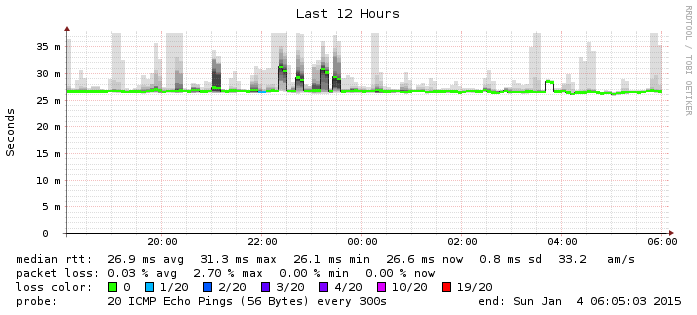 Last 12 Hours
RRDTOOL / TOBI OETIKER
Seconds
35 m
30 m
25 m
20 m
15 m
10 m
5 m
0
20:00 22:00 00:00 02:00 04:00 06:00
median rtt: 26.9 ms avg 31.3 ms max 26.1 ms min 26.6 ms now 0.8 ms sd 33.2 am/s
packet loss: 0.03 % avg 2.70 % max 0.00 % min 0.00 % now
loss color: 0 1/20 2/20 3/20 4/20 10/20 19/20
probe: 20 ICMP Echo Pings (56 Bytes) every 300s end: Sun Jan 4 06:05:03 2015